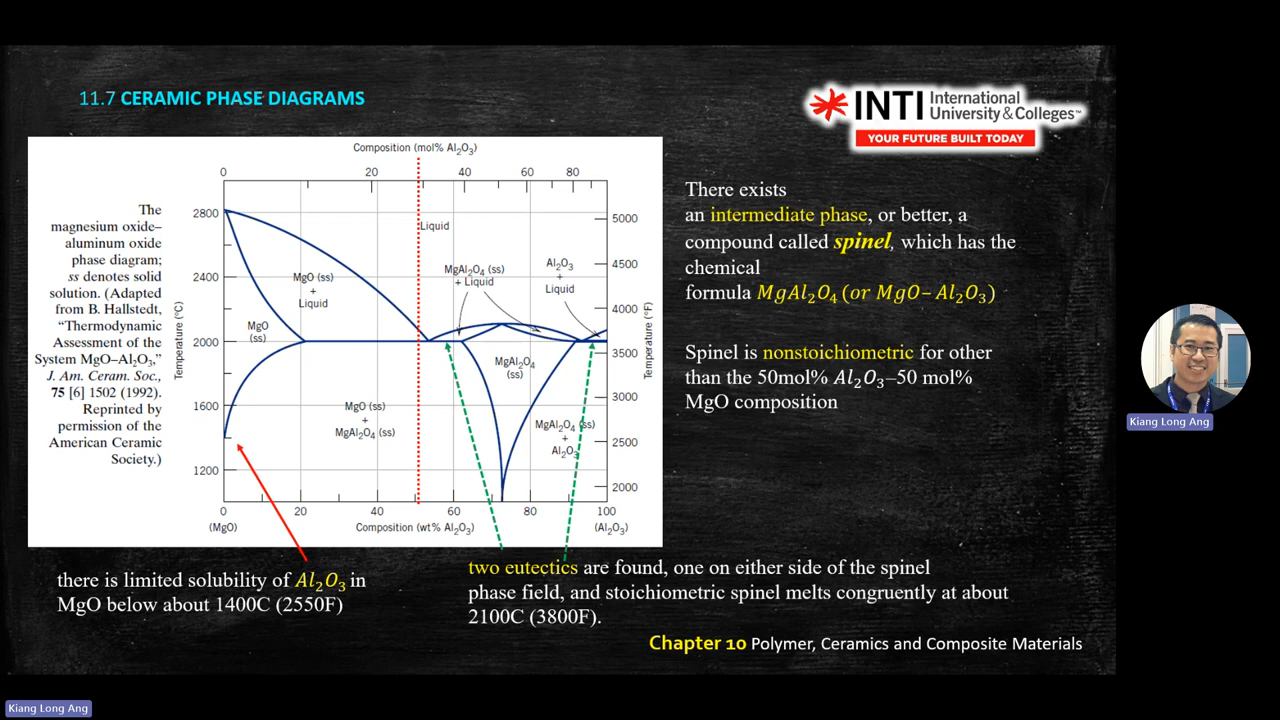 11.7 CERAMIC PHASE DIAGRAMS
INTI International
University & Colleges™
YOUR FUTURE BUILT TODAY
The
magnesium oxide–
aluminum oxide
phase diagram;
ss denotes solid
solution. (Adapted
from B. Hallstedt,
“Thermodynamic
Assessment of the
System MgO–Al₂O₃,”
J. Am. Ceram. Soc.,
75 [6] 1502 (1992).
Reprinted by
permission of the
American Ceramic
Society.)
Composition (mol% Al₂O₃)
0 20 40 60 80
Temperature (°C)
2800
2400
2000
1600
1200
Liquid
MgO (ss)
+
Liquid
MgAl₂O₄ (ss)
+ Liquid
Al₂O₃
+
Liquid
MgO
(ss)
MgAl₂O₄
(ss)
MgO (ss)
+
MgAl₂O₄ (ss)
MgAl₂O₄ (ss)
+
Al₂O₃
5000
4500
4000
3500
3000
2500
2000
Temperature (°F)
0 20 40 60 80 100
(MgO) Composition (wt% Al₂O₃) (Al₂O₃)
There exists
an intermediate phase, or better, a
compound called spinel, which has the
chemical
formula MgAl₂O₄ (or MgO – Al₂O₃)
Spinel is nonstoichiometric for other
than the 50mol% Al₂O₃–50 mol%
MgO composition
there is limited solubility of Al₂O₃ in
MgO below about 1400C (2550F)
two eutectics are found, one on either side of the spinel
phase field, and stoichiometric spinel melts congruently at about
2100C (3800F).
Chapter 10 Polymer, Ceramics and Composite Materials
Kiang Long Ang
Kiang Long Ang